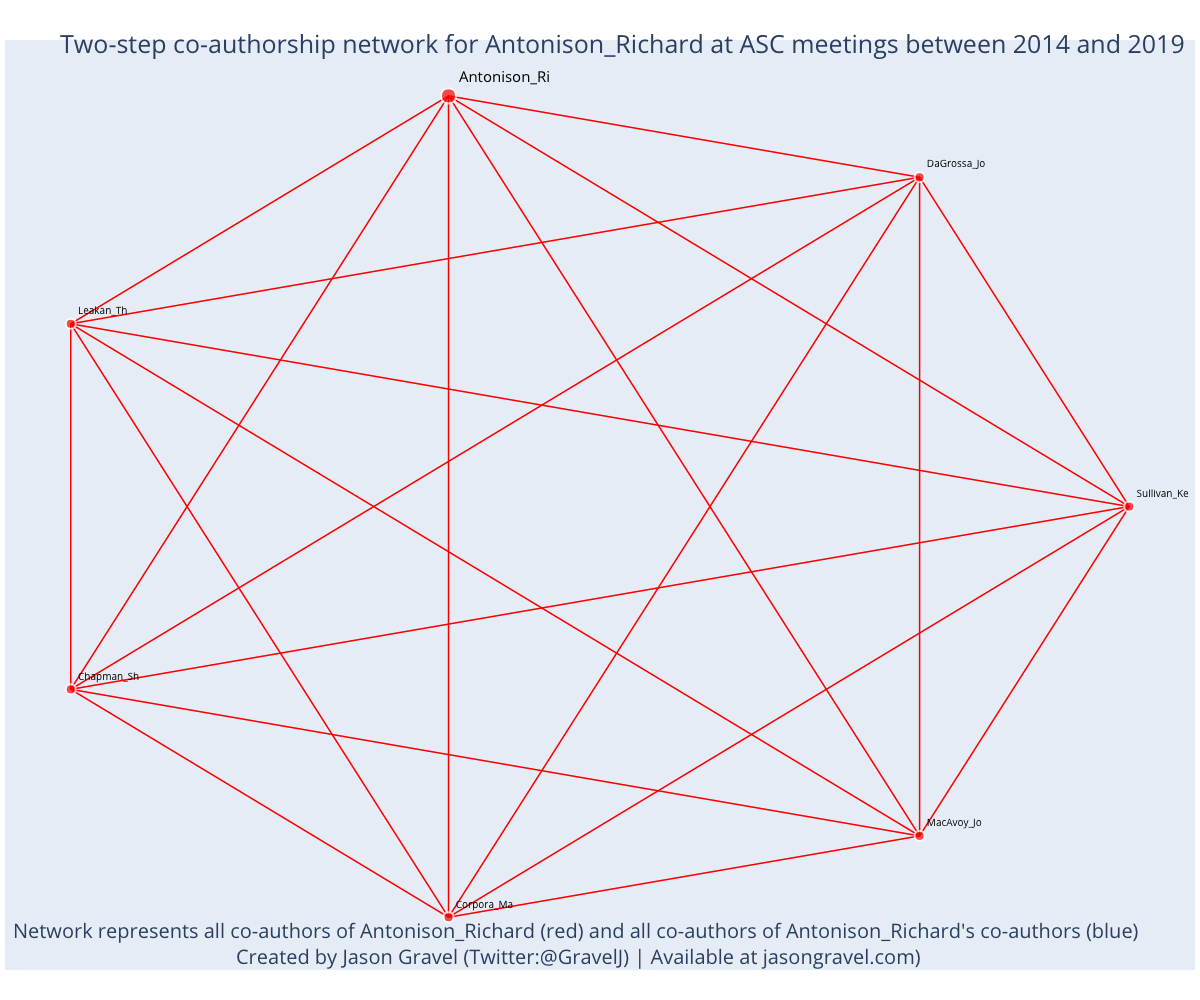 Two-step co-authorship network for Antonison_Richard at ASC meetings between 2014 and 2019
Antonison_Ri
DaGrossa_Jo
Leakan_Th
Sullivan_Ke
Chapman_Sh
MacAvoy_Jo
Corpora_Ma
Network represents all co-authors of Antonison_Richard (red) and all co-authors of Antonison_Richard's co-authors (blue)
Created by Jason Gravel (Twitter:@GravelJ) | Available at jasongravel.com)